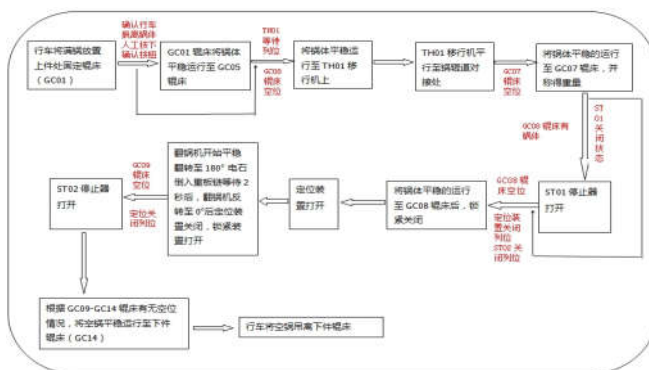 确认行车
脱离锅体
人工按下
确认按钮
行车将满锅放置
上件处固定辊床
（GC01）
GC01 辊床将锅体
平稳运行至 GC05
辊床
TH01
等待
列位
GC06
辊床
空位
将锅体平稳运
行至 TH01 移
行机上
TH01 移行机平
行至锅辊道对
接处
GC07
辊床
空位
将锅体平稳的运行
至 GC07 辊床，并
称得重量
GC08 辊床有
锅体
ST
01
关
闭
状
态
ST01 停止器
打开
GC08 辊
床空位
定位装
置关闭列位
ST02 关
闭列位
将锅体平稳的运行
至 GC08 辊床后，锁
紧关闭
定位装
置打开
翻锅机开始平稳
翻转至 180° 电石
倒入重板链等待 2
秒后，翻锅机反
转至 0°后定位装
置关闭，锁紧装
置打开
GC09
辊床
空位
定位关
闭列位
ST02 停止器
打开
根据 GC09-GC14 辊床有无空位
情况，将空锅平稳运行至下件
辊床（GC14）
行车将空锅吊离下件辊床